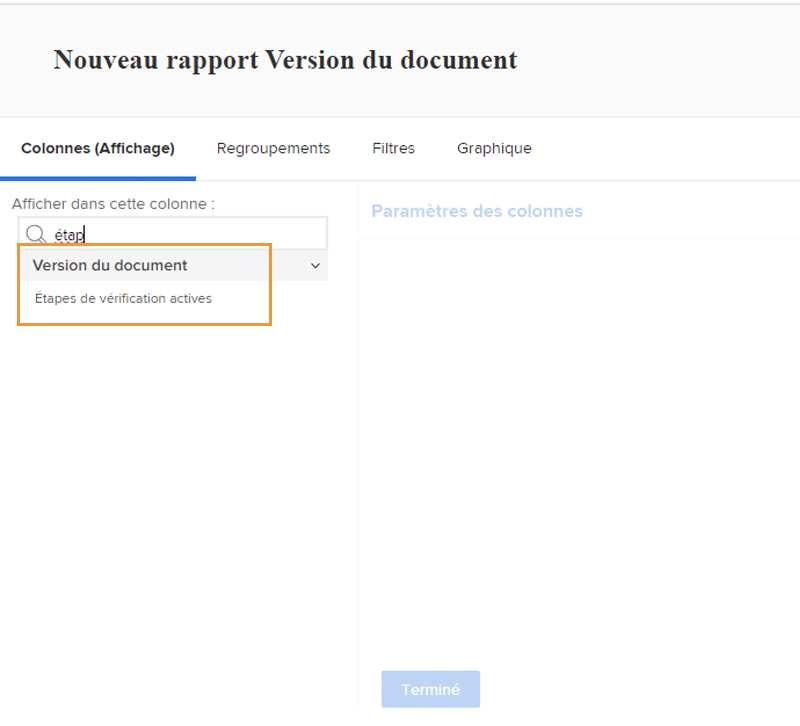 Nouveau rapport Version du document
Colonnes (Affichage) Regroupements Filtres Graphique
Afficher dans cette colonne :
Paramètres des colonnes
étap
Version du document
Étapes de vérification actives
Terminé